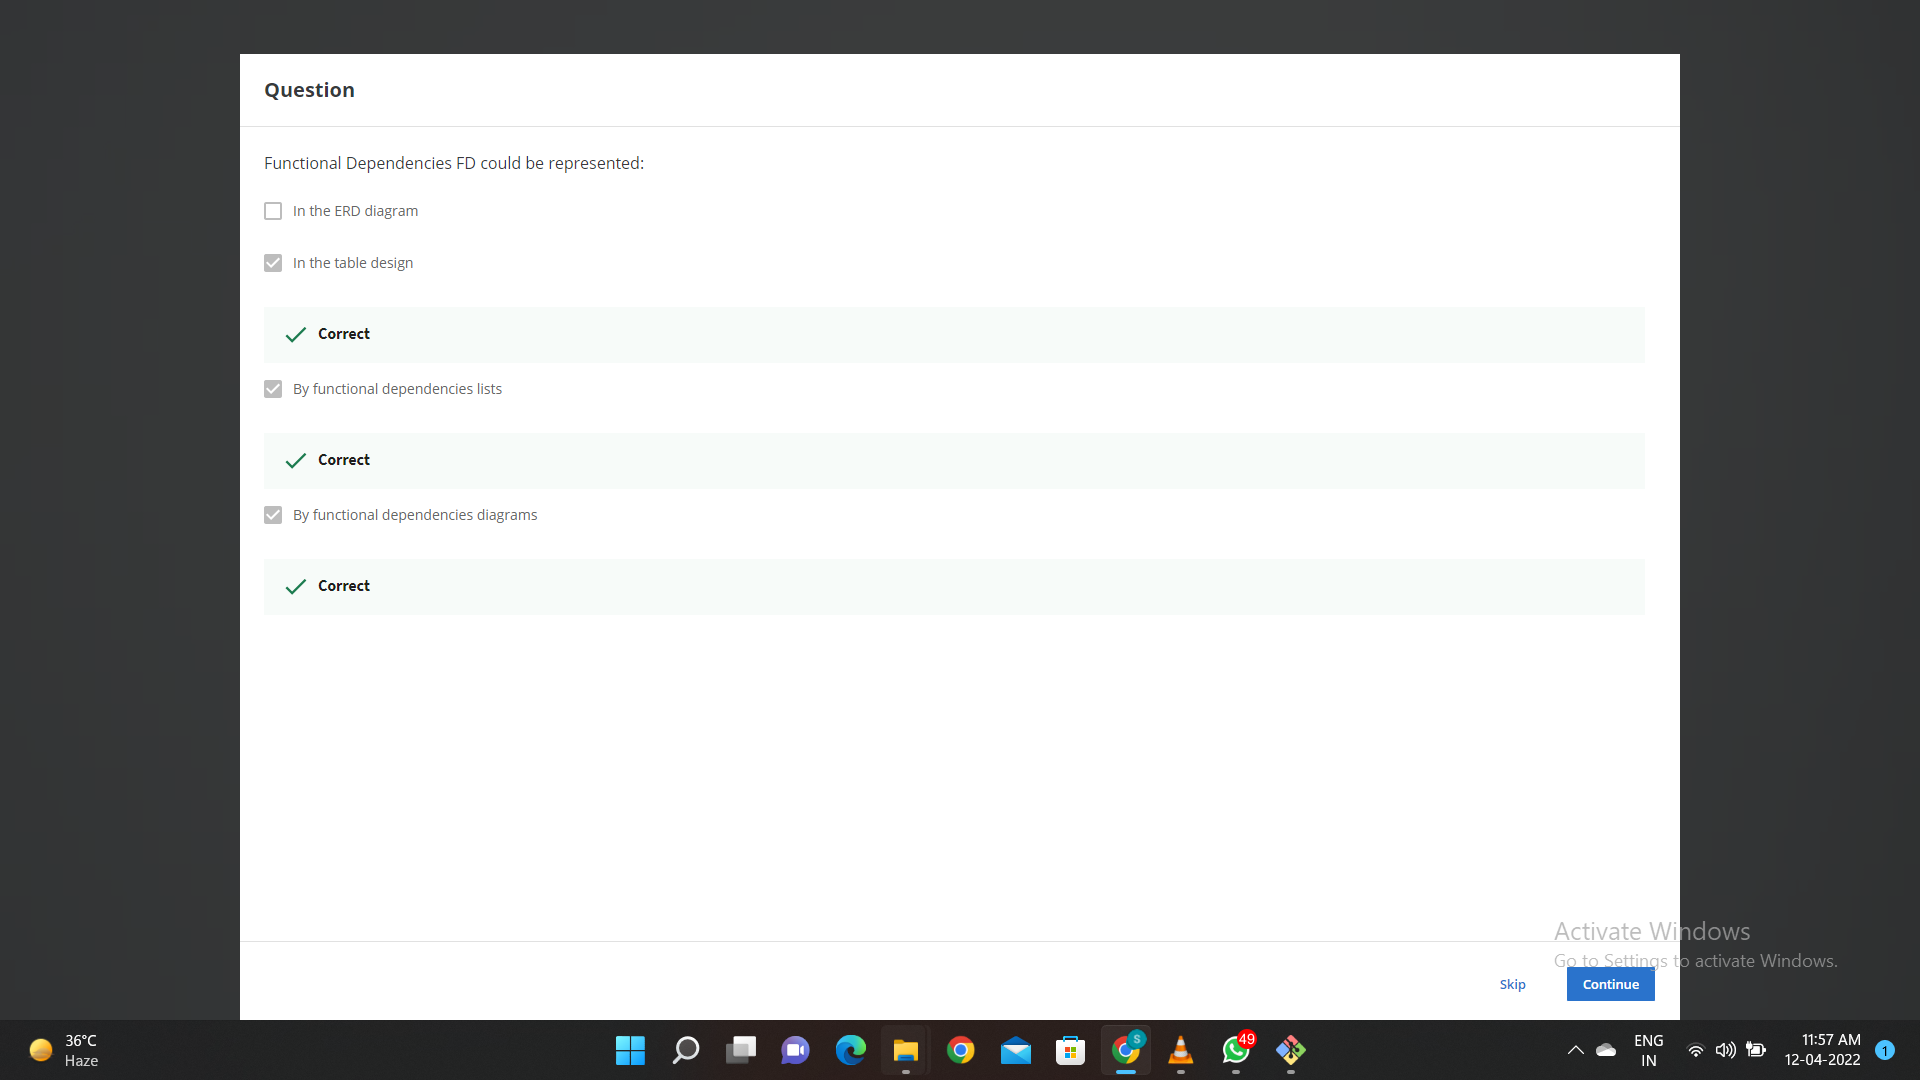 Question
Functional Dependencies FD could be represented:
In the ERD diagram
In the table design
Correct
By functional dependencies lists
Correct
By functional dependencies diagrams
Correct
Activate Windows
Go to Settings to activate Windows.
Skip
Continue
36°C
Haze
S
49
ENG
IN
11:57 AM
12-04-2022
1